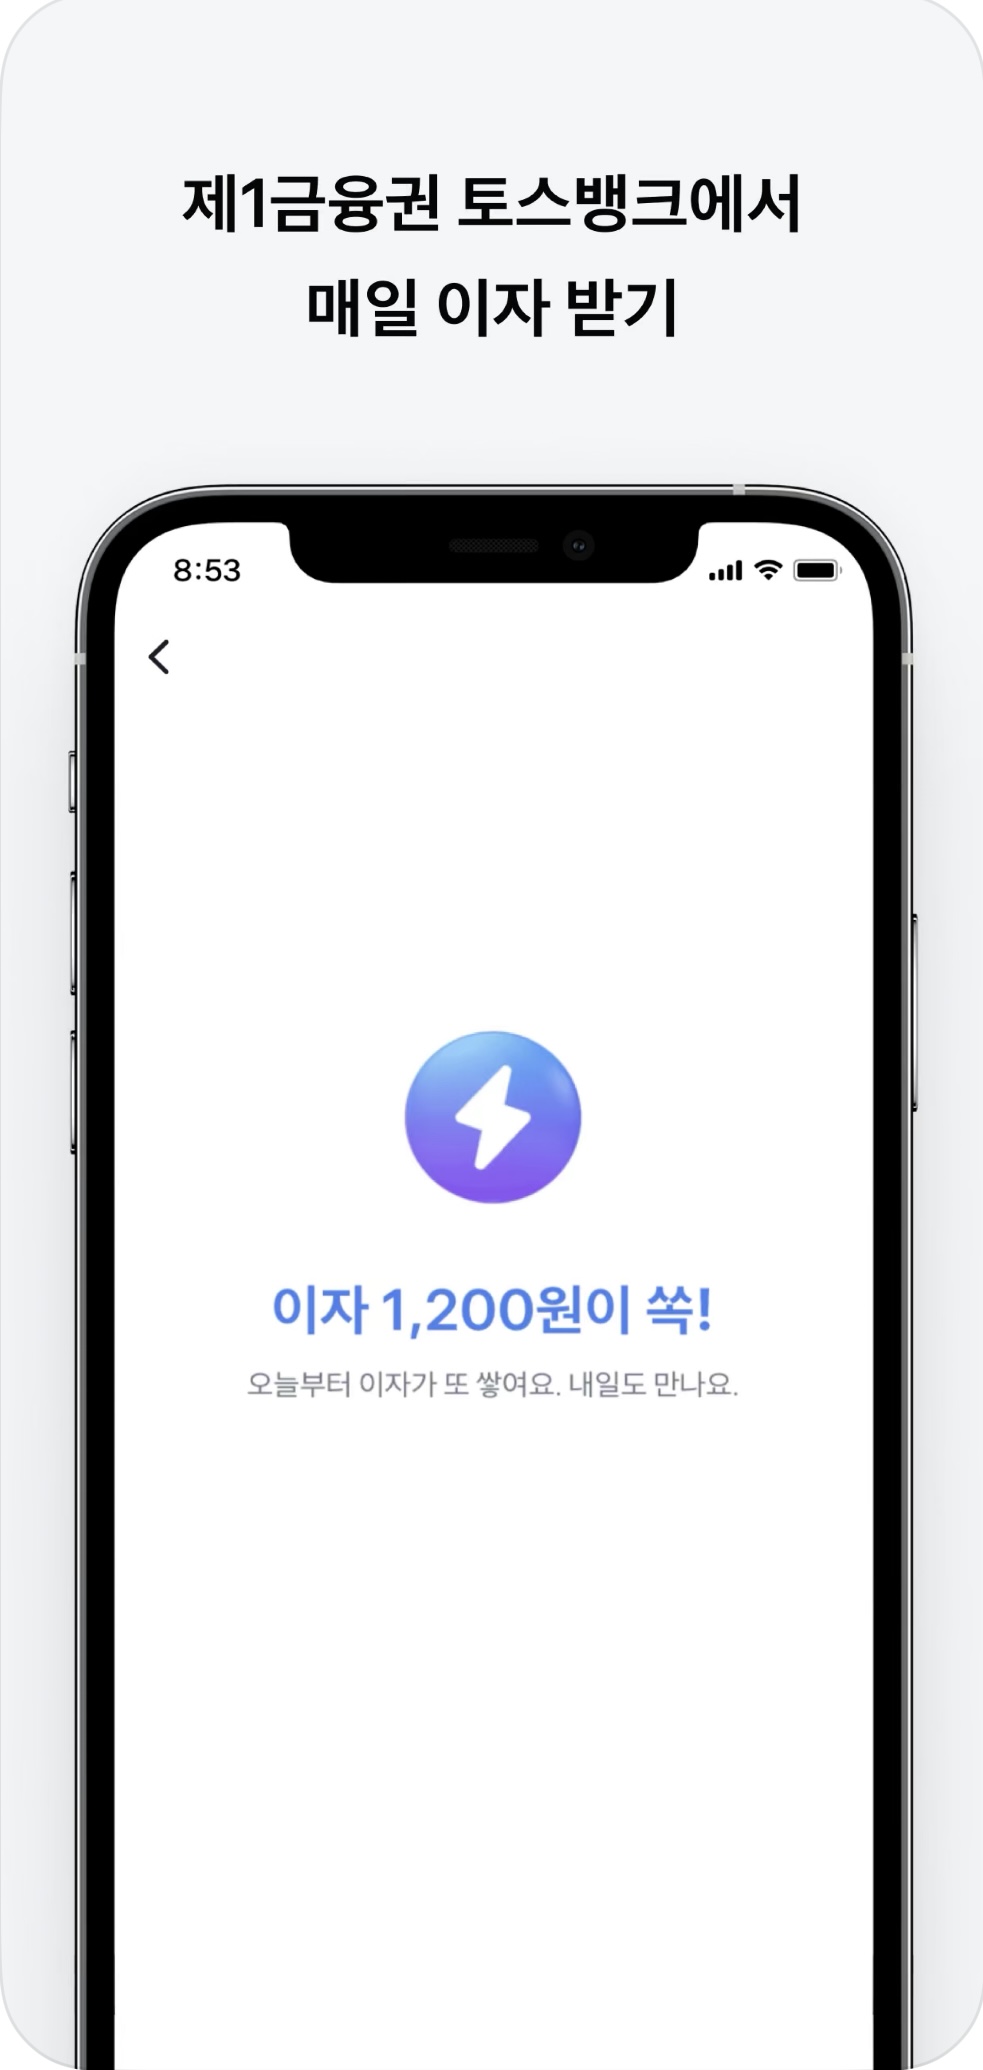 제1금융권 토스뱅크에서
매일 이자 받기
8:53
이자 1,200원이 쏙!
오늘부터 이자가 또 쌓여요. 내일도 만나요.